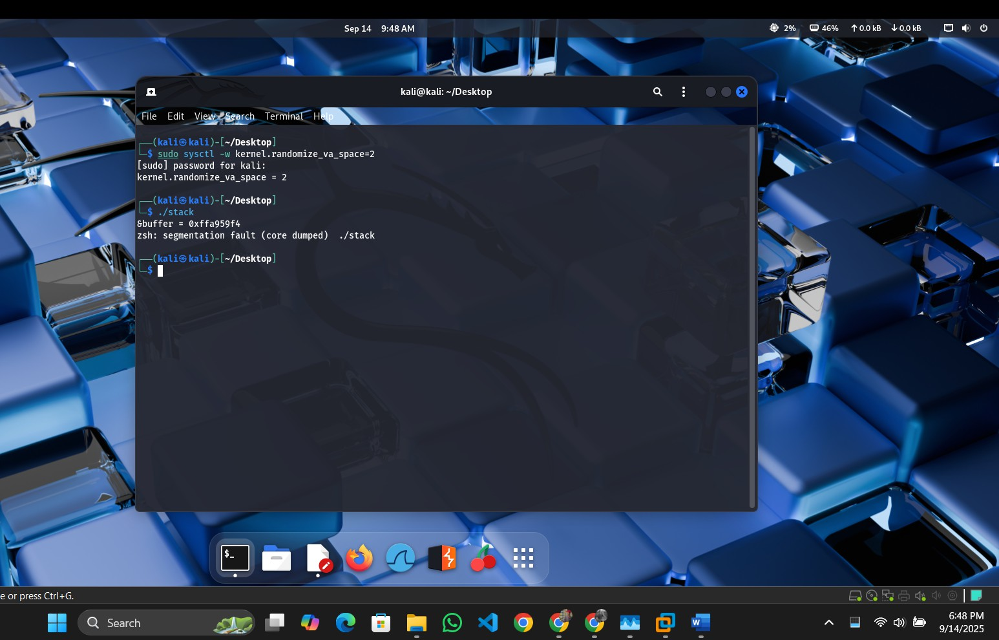 Sep 14 9:48 AM
2% 46% ↑ 0.0 kB ↓ 0.0 kB
kali@kali: ~/Desktop
File Edit View Search Terminal Help
┌──(kali㉿kali)-[~/Desktop]
└─$ sudo sysctl -w kernel.randomize_va_space=2
[sudo] password for kali:
kernel.randomize_va_space = 2
┌──(kali㉿kali)-[~/Desktop]
└─$ ./stack
&buffer = 0xffa959f4
zsh: segmentation fault (core dumped)  ./stack
┌──(kali㉿kali)-[~/Desktop]
└─$
$_
e or press Ctrl+G.
Search
W
6:48 PM
9/14/2025